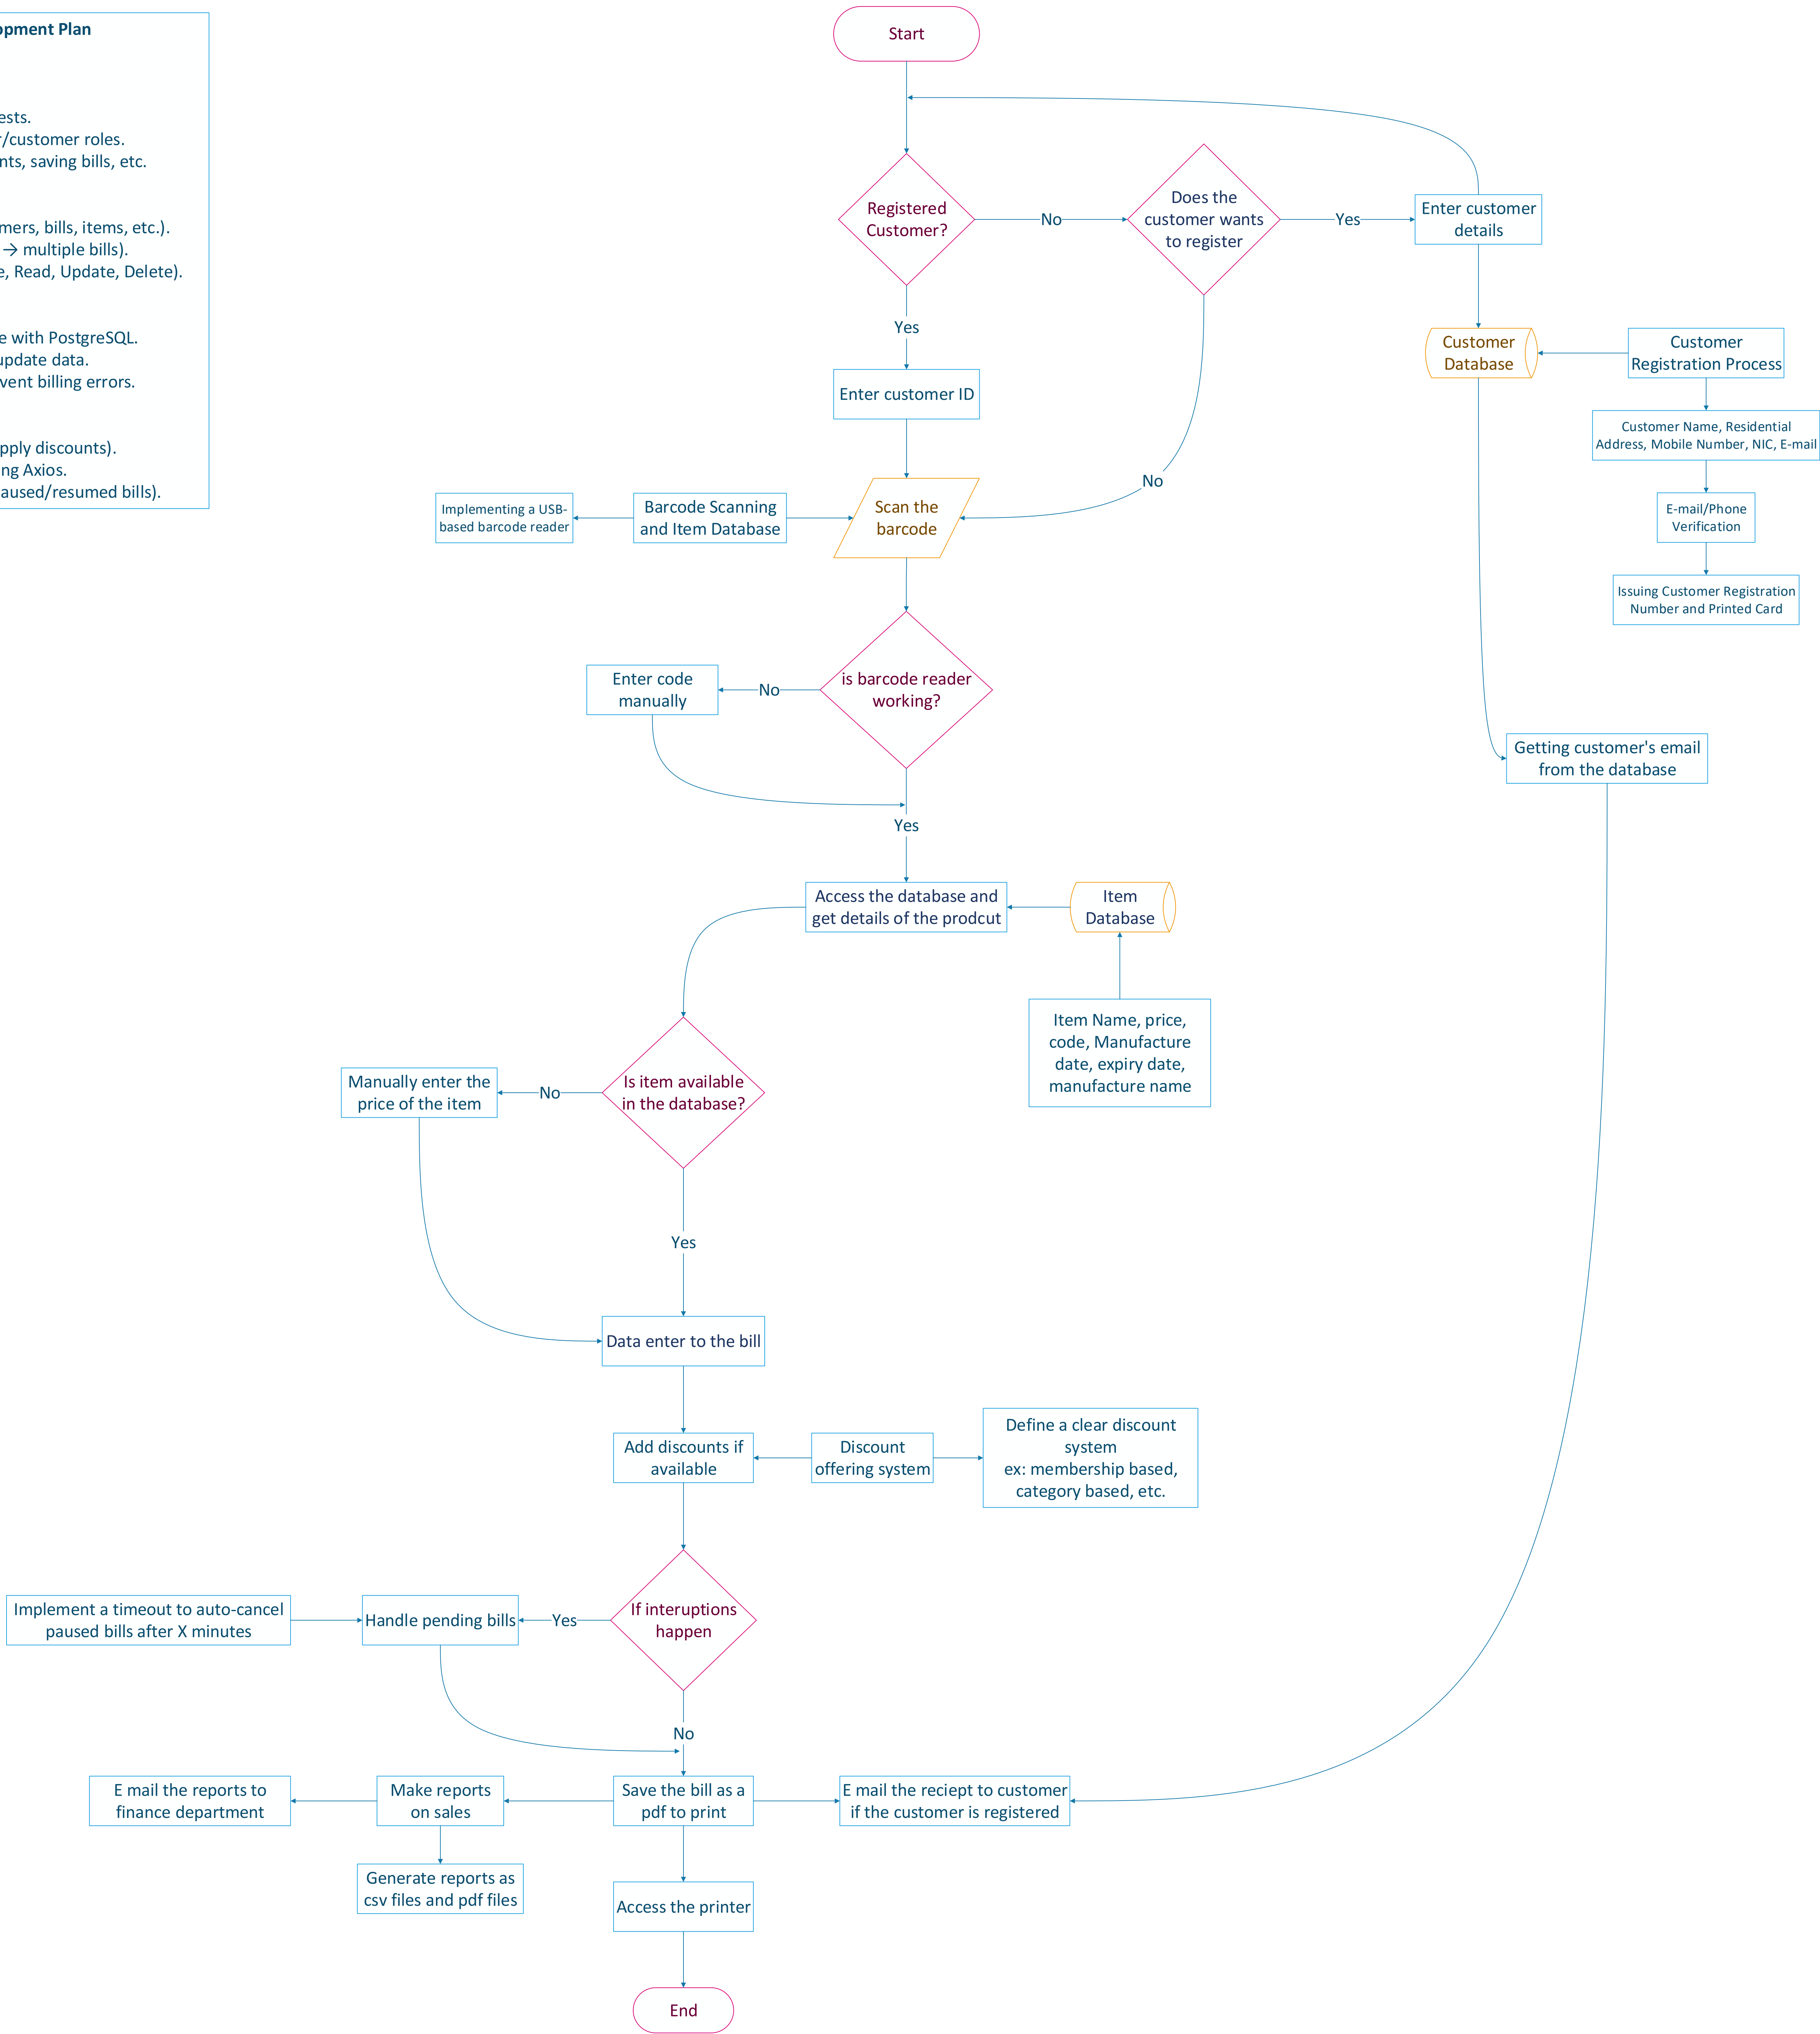 opment Plan
ests.
r/customer roles.
nts, saving bills, etc.
mers, bills, items, etc.).
→ multiple bills).
e, Read, Update, Delete).
e with PostgreSQL.
update data.
vent billing errors.
pply discounts).
ng Axios.
aused/resumed bills).
Start
Registered
Customer?
No
Does the
customer wants
to register
Yes
Enter customer
details
Yes
Customer
Database
Customer
Registration Process
Enter customer ID
Customer Name, Residential
Address, Mobile Number, NIC, E-mail
No
Implementing a USB-
based barcode reader
Barcode Scanning
and Item Database
Scan the
barcode
E-mail/Phone
Verification
Issuing Customer Registration
Number and Printed Card
Enter code
manually
No
is barcode reader
working?
Getting customer's email
from the database
Yes
Access the database and
get details of the prodcut
Item
Database
Item Name, price,
code, Manufacture
date, expiry date,
manufacture name
Manually enter the
price of the item
No
Is item available
in the database?
Yes
Data enter to the bill
Add discounts if
available
Discount
offering system
Define a clear discount
system
ex: membership based,
category based, etc.
Implement a timeout to auto-cancel
paused bills after X minutes
Handle pending bills
Yes
If interuptions
happen
No
E mail the reports to
finance department
Make reports
on sales
Save the bill as a
pdf to print
E mail the reciept to customer
if the customer is registered
Generate reports as
csv files and pdf files
Access the printer
End